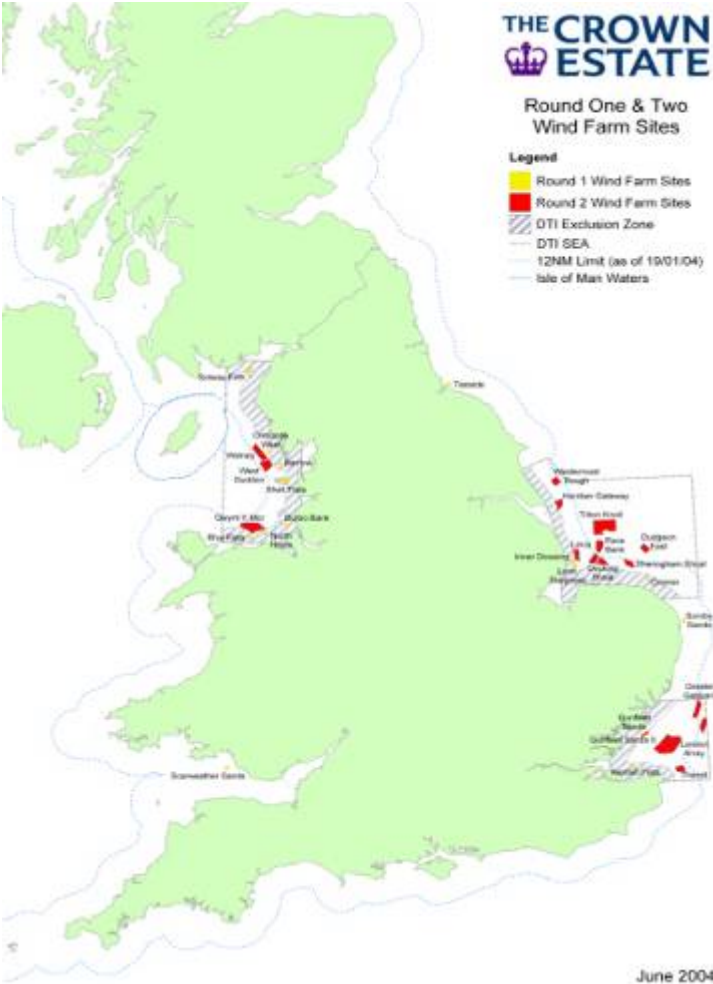 THE CROWN
ESTATE
Round One & Two
Wind Farm Sites
Legend
Round 1 Wind Farm Sites
Round 2 Wind Farm Sites
DTI Exclusion Zone
DTI SEA
12NM Limit (as of 19/01/04)
Isle of Man Waters
Solway Firth
Teesside
Walney
West
Duddon
Barrow
Shell Flats
Gwynt-Y-Mor
Burbo Bank
Rhyl Flats
North
Hoyle
Westermost
Trough
Humber Gateway
Triton Knoll
Race
Bank
Dudgeon
East
Lincs
Inner Dowsing
Docking
Shoal
Sheringham Shoal
Cromer
Scroby
Sands
Greater
Gabbard
Gunfleet
Sands
Gunfleet Sands II
London
Array
Kentish Flats
Thanet
Scarweather Sands
June 2004